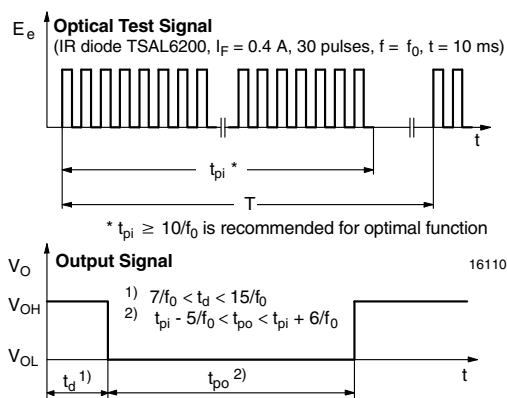 E_e Optical Test Signal
(IR diode TSAL6200, I_F = 0.4 A, 30 pulses, f = f_0, t = 10 ms)
t
t_pi *
T
* t_pi ≥ 10/f_0 is recommended for optimal function
V_O Output Signal 16110
V_OH
1) 7/f_0 < t_d < 15/f_0
2) t_pi - 5/f_0 < t_po < t_pi + 6/f_0
V_OL
t_d 1) t_po 2) t